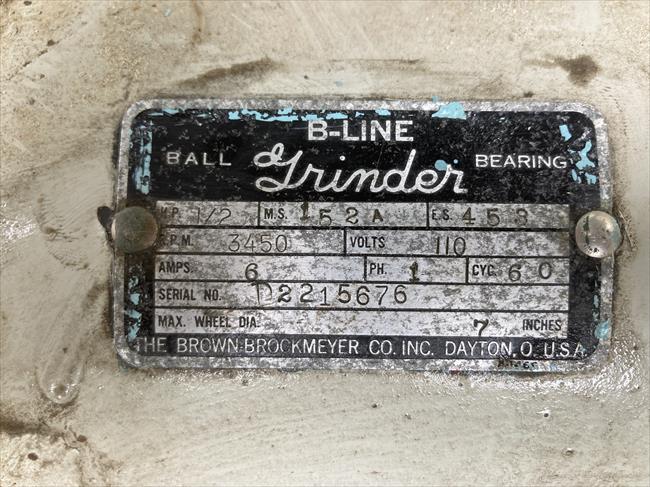 B-LINE
BALL Grinder BEARING
H.P. 1/2 M.S. 152A E.S. 453
R.P.M. 3450 VOLTS 110
AMPS. 6 PH. 1 CYC. 60
SERIAL NO. D2215676
MAX. WHEEL DIA. 7 INCHES
THE BROWN-BROCKMEYER CO. INC. DAYTON, O. U.S.A.